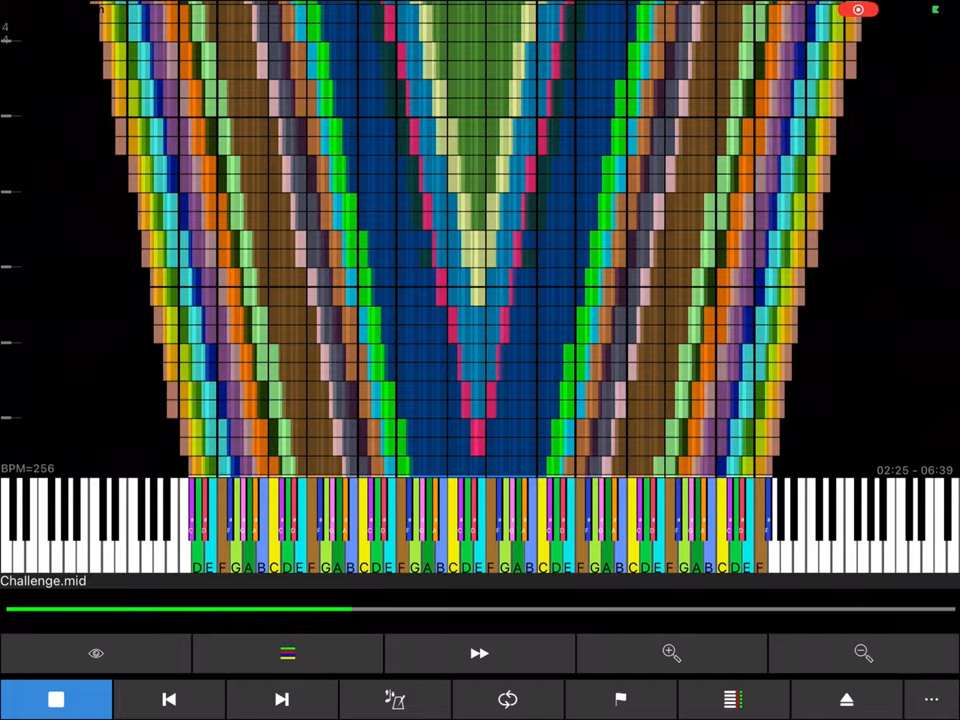 4
4
BPM=256
02:25 - 06:39
D E F G A B C D E F G A B C D E F G A B C D E F G A B C D E F G A B C D E F
Challenge.mid